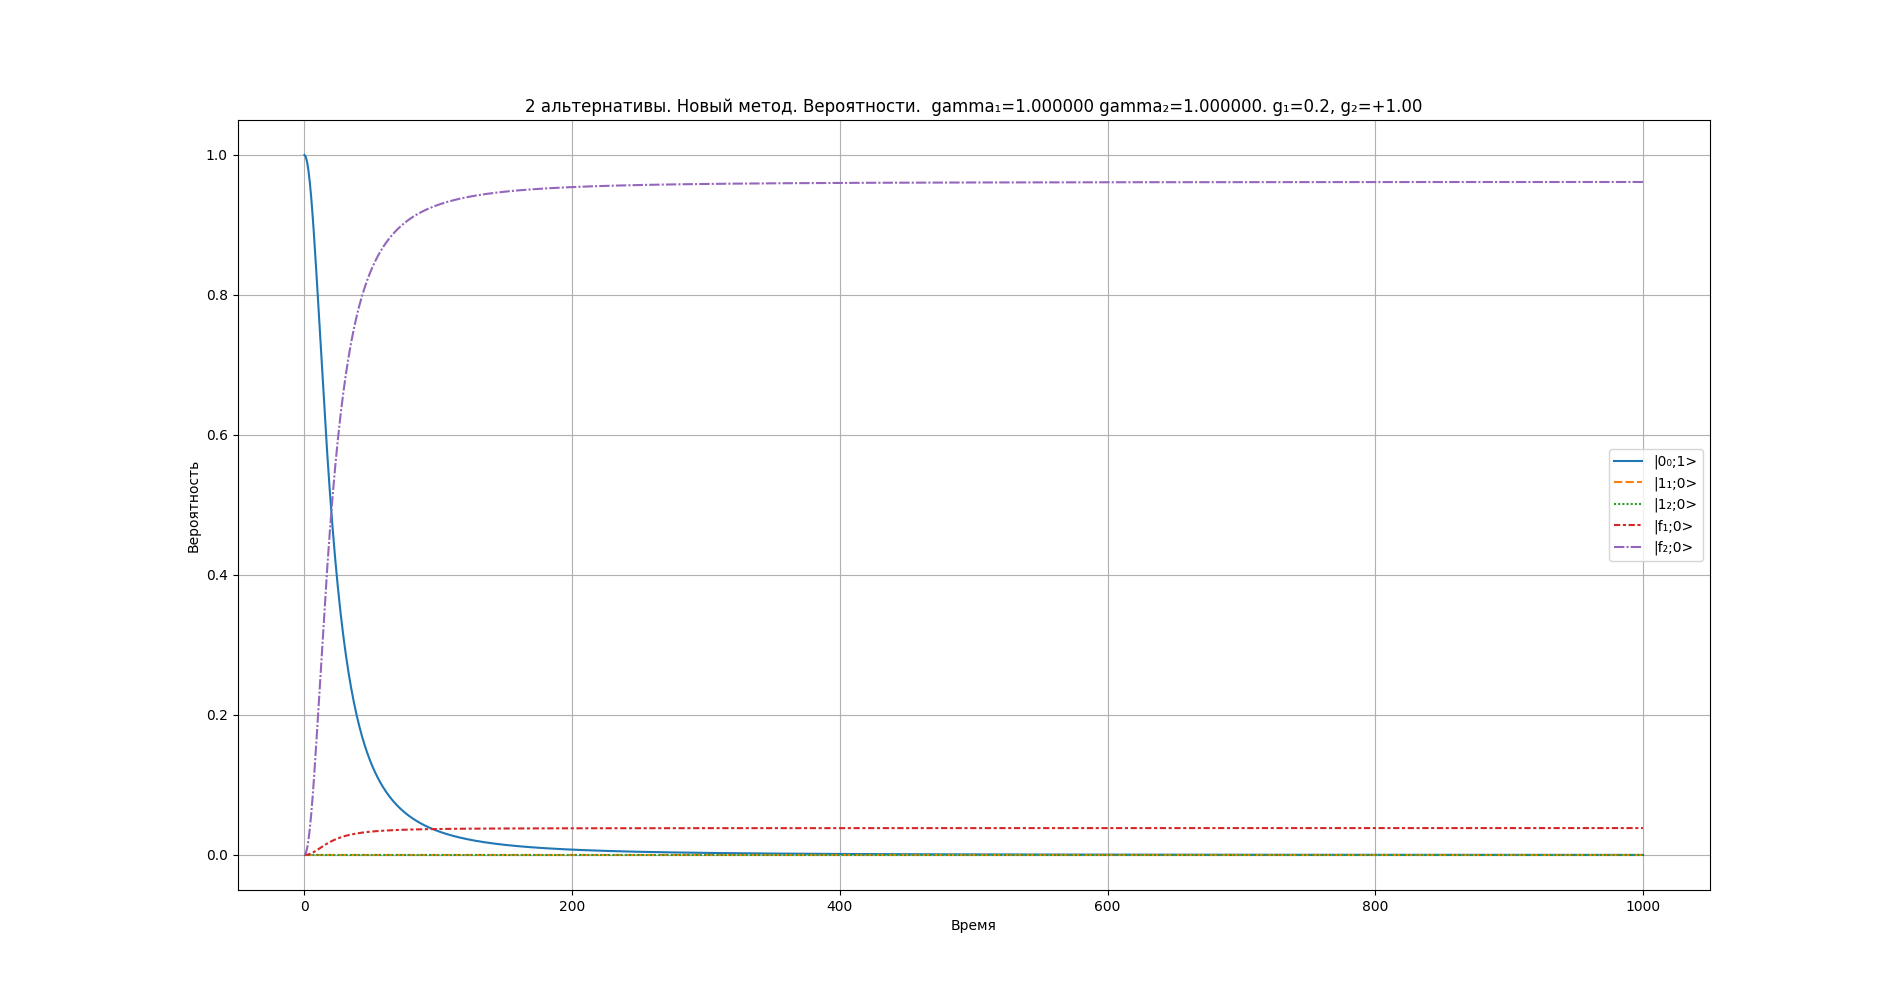 2 альтернативы. Новый метод. Вероятности.  gamma₁=1.000000 gamma₂=1.000000. g₁=0.2, g₂=+1.00
1.0
0.8
0.6
0.4
0.2
0.0
Вероятность
|0₀;1>
|1₁;0>
|1₂;0>
|f₁;0>
|f₂;0>
0 200 400 600 800 1000
Время